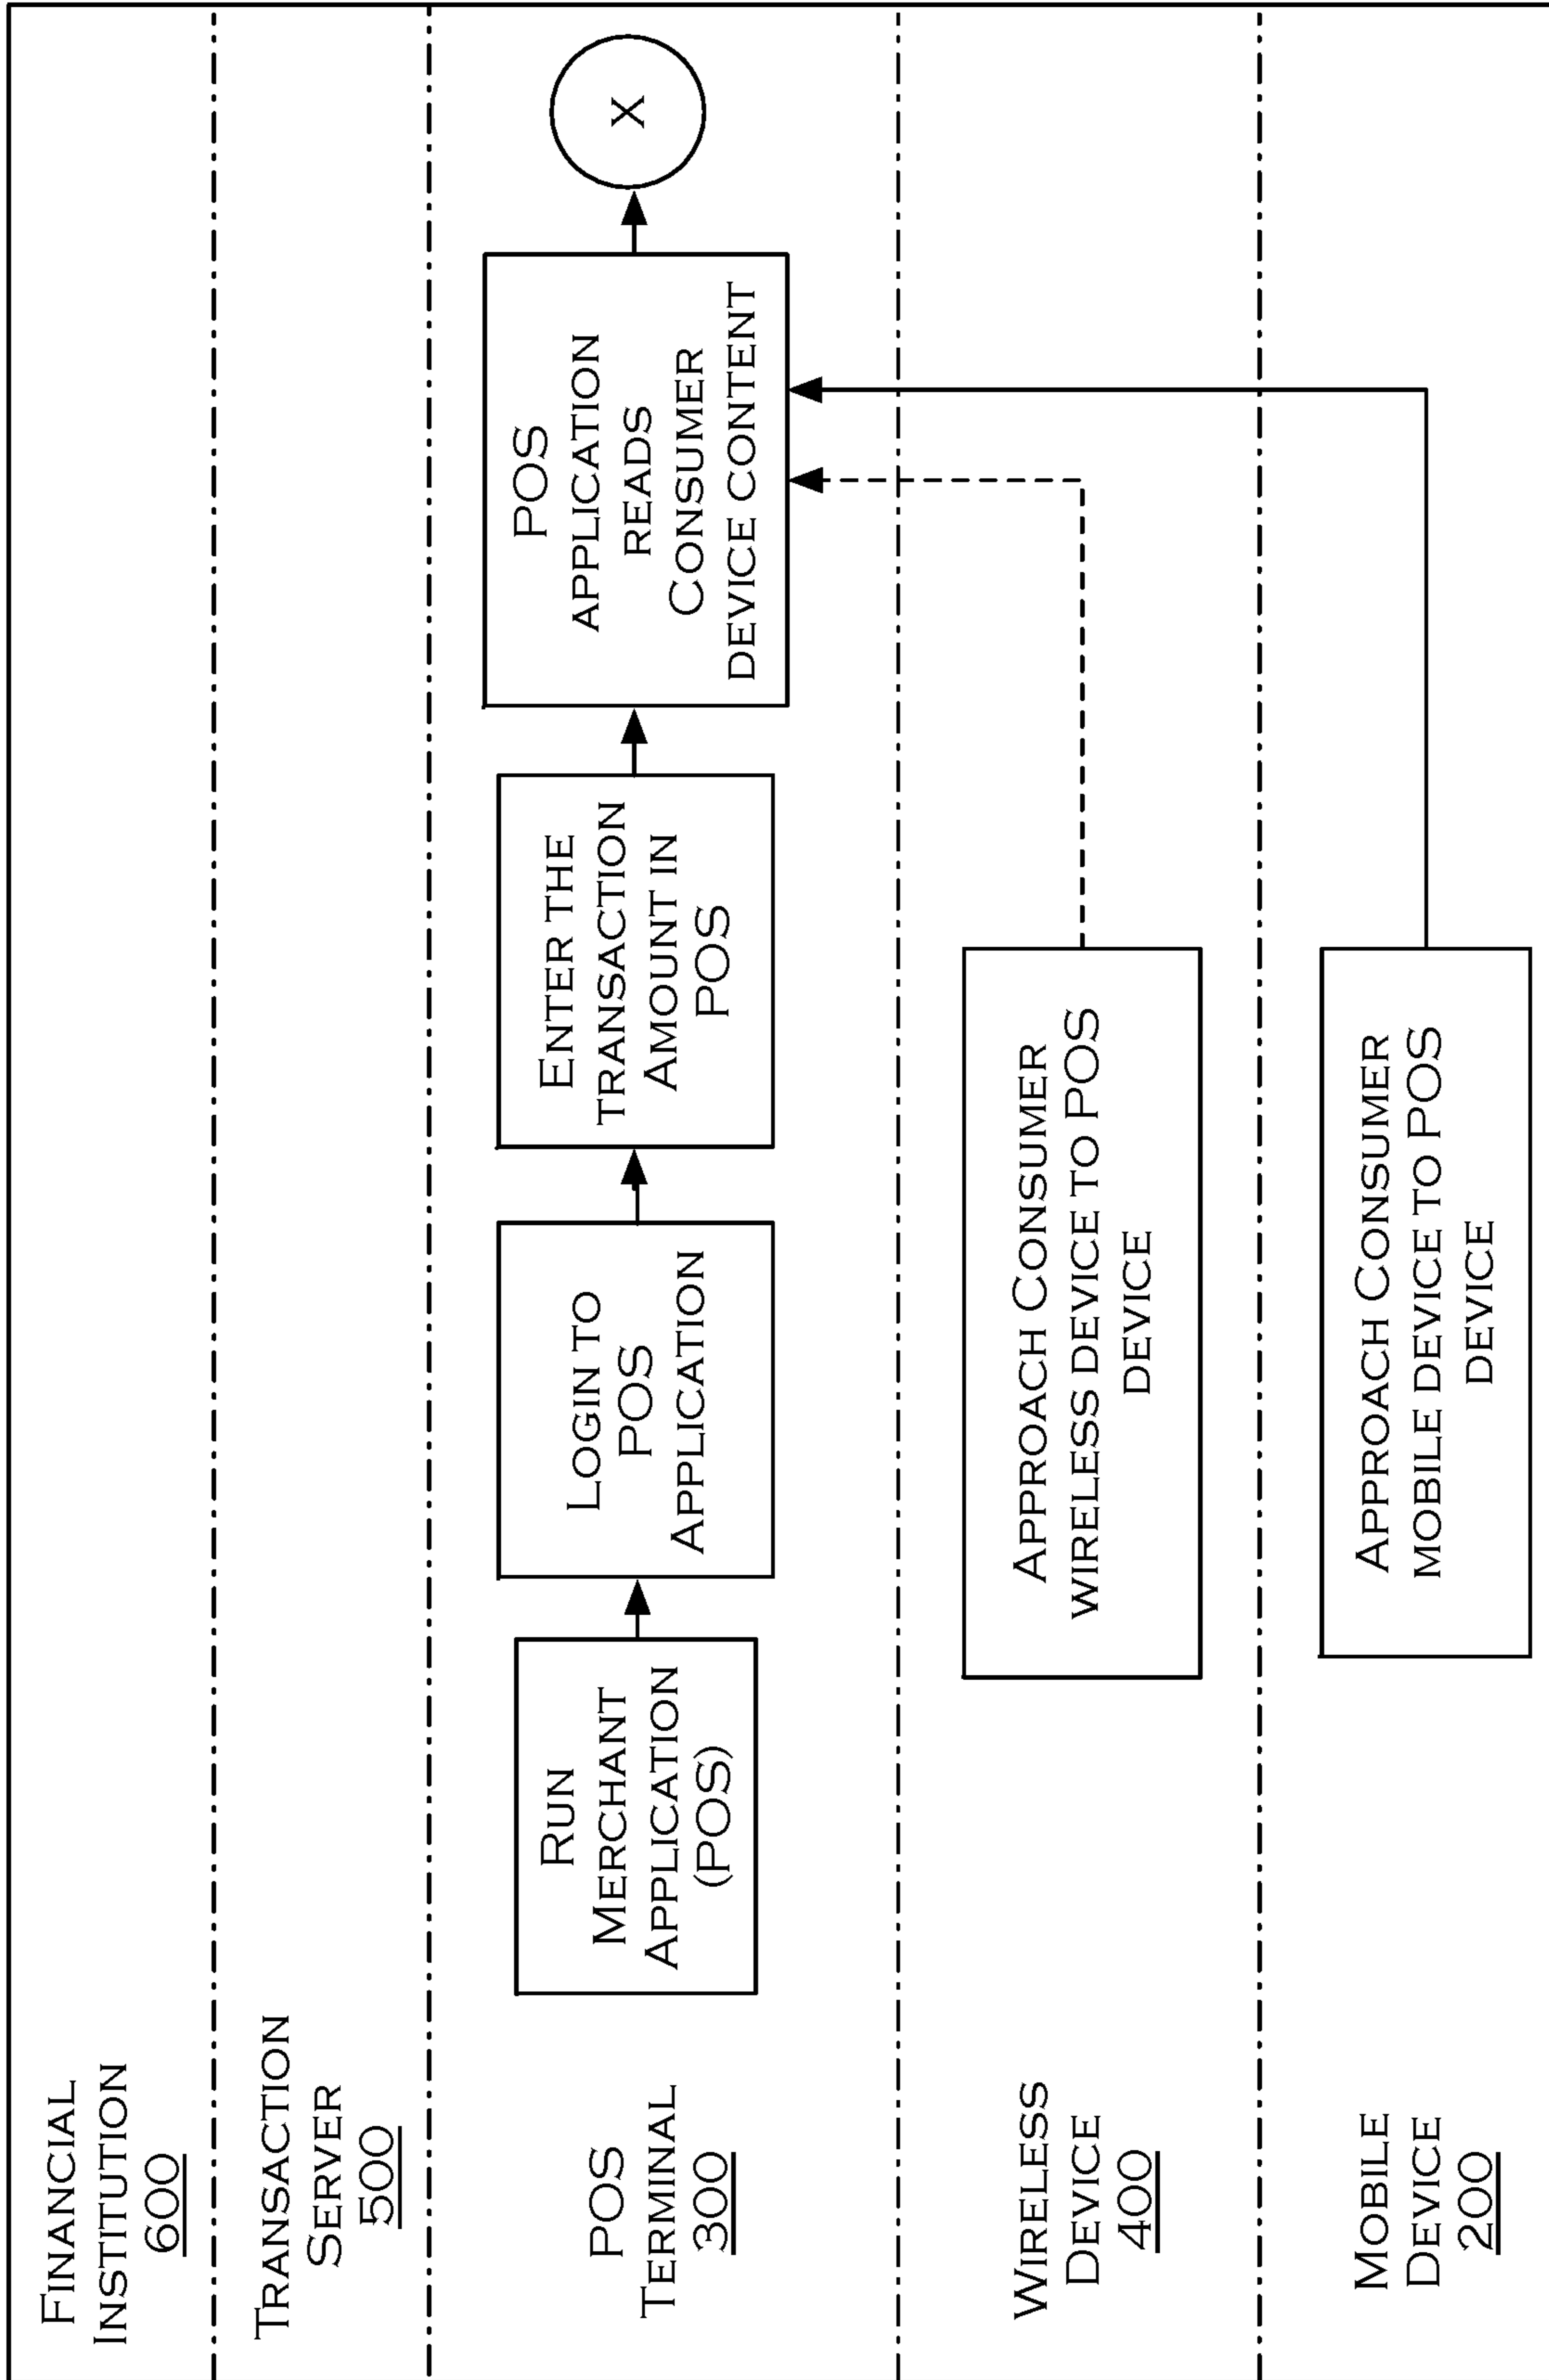 FINANCIAL
INSTITUTION
600
TRANSACTION
SERVER
500
POS
TERMINAL
300
RUN
MERCHANT
APPLICATION
(POS)
LOGIN TO
POS
APPLICATION
ENTER THE
TRANSACTION
AMOUNT IN
POS
POS
APPLICATION
READS
CONSUMER
DEVICE CONTENT
X
WIRELESS
DEVICE
400
APPROACH CONSUMER
WIRELESS DEVICE TO POS
DEVICE
MOBILE
DEVICE
200
APPROACH CONSUMER
MOBILE DEVICE TO POS
DEVICE